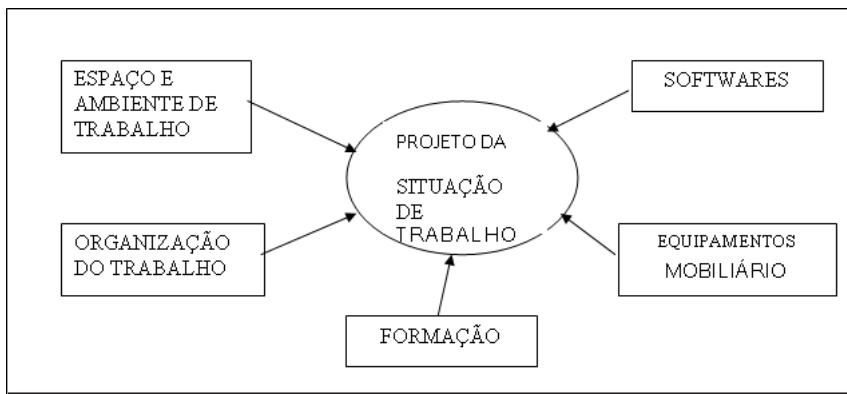 ESPAÇO E
AMBIENTE DE
TRABALHO
SOFTWARES
PROJETO DA
SITUAÇÃO
DE
TRABALHO
ORGANIZAÇÃO
DO TRABALHO
EQUIPAMENTOS
MOBILIÁRIO
FORMAÇÃO